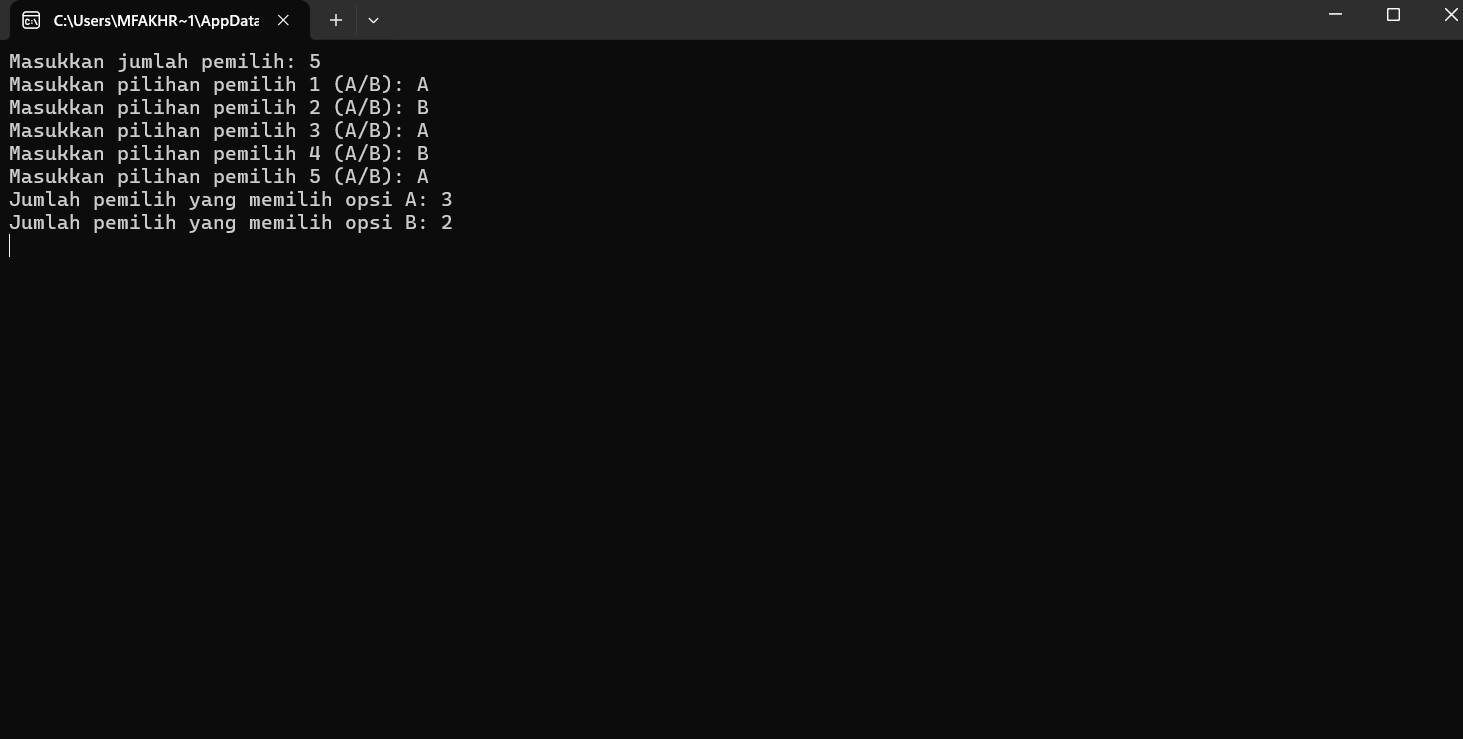 C:\Users\MFAKHR~1\AppData
Masukkan jumlah pemilih: 5
Masukkan pilihan pemilih 1 (A/B): A
Masukkan pilihan pemilih 2 (A/B): B
Masukkan pilihan pemilih 3 (A/B): A
Masukkan pilihan pemilih 4 (A/B): B
Masukkan pilihan pemilih 5 (A/B): A
Jumlah pemilih yang memilih opsi A: 3
Jumlah pemilih yang memilih opsi B: 2